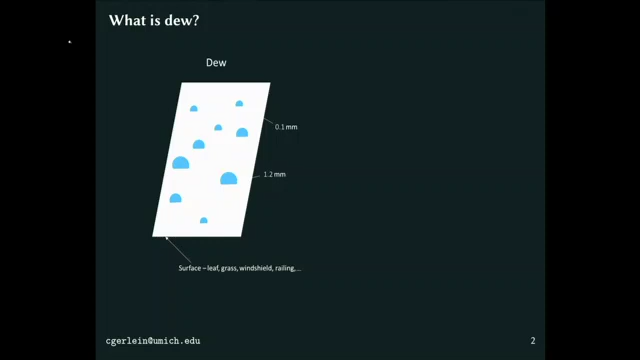 What is dew?
Dew
0.1 mm
1.2 mm
Surface – leaf, grass, windshield, railing,...
cgerlein@umich.edu
2